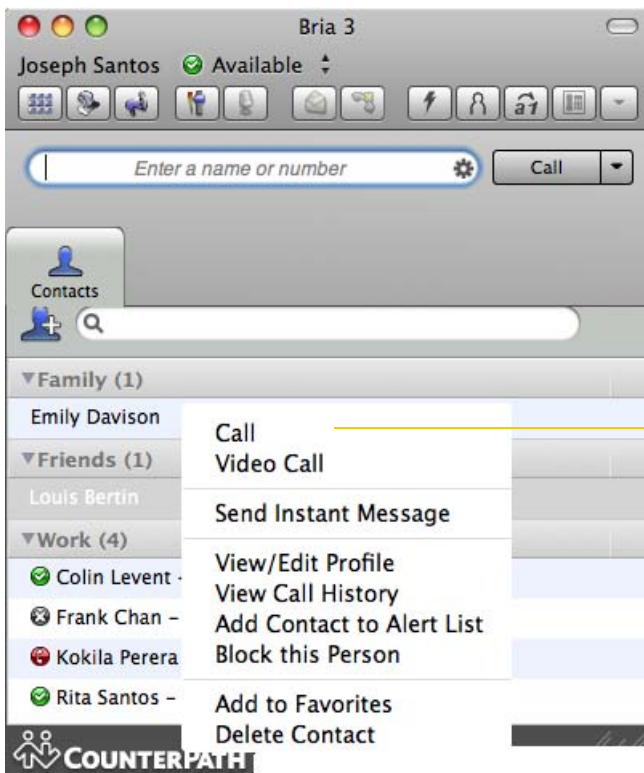 Bria 3
Joseph Santos Available
a1
Enter a name or number Call
Contacts
Family (1)
Emily Davison
Friends (1)
Louis Bertin
Work (4)
Colin Levent -
Frank Chan –
Kokila Perera
Rita Santos –
Call
Video Call
Send Instant Message
View/Edit Profile
View Call History
Add Contact to Alert List
Block this Person
Add to Favorites
Delete Contact
COUNTERPATH